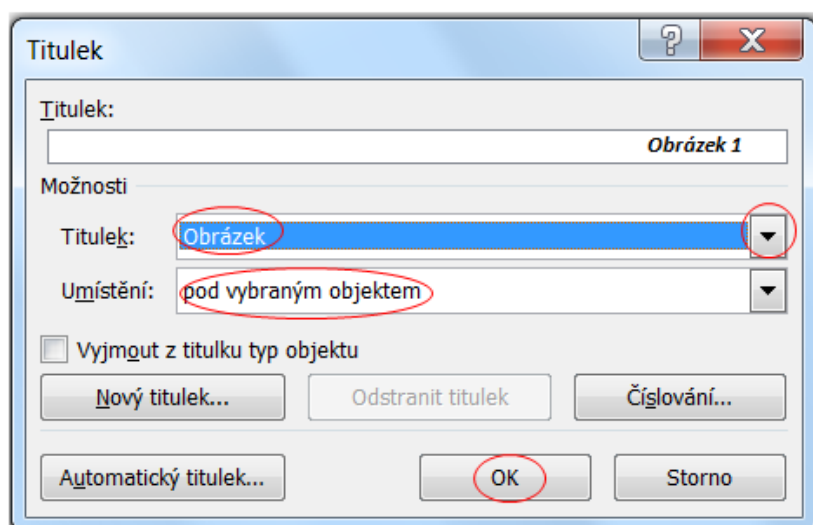 Titulek
Titulek:
Obrázek 1
Možnosti
Titulek: Obrázek
Umístění: pod vybraným objektem
Vyjmout z titulku typ objektu
Nový titulek... Odstranit titulek Číslování...
Automatický titulek... OK Storno